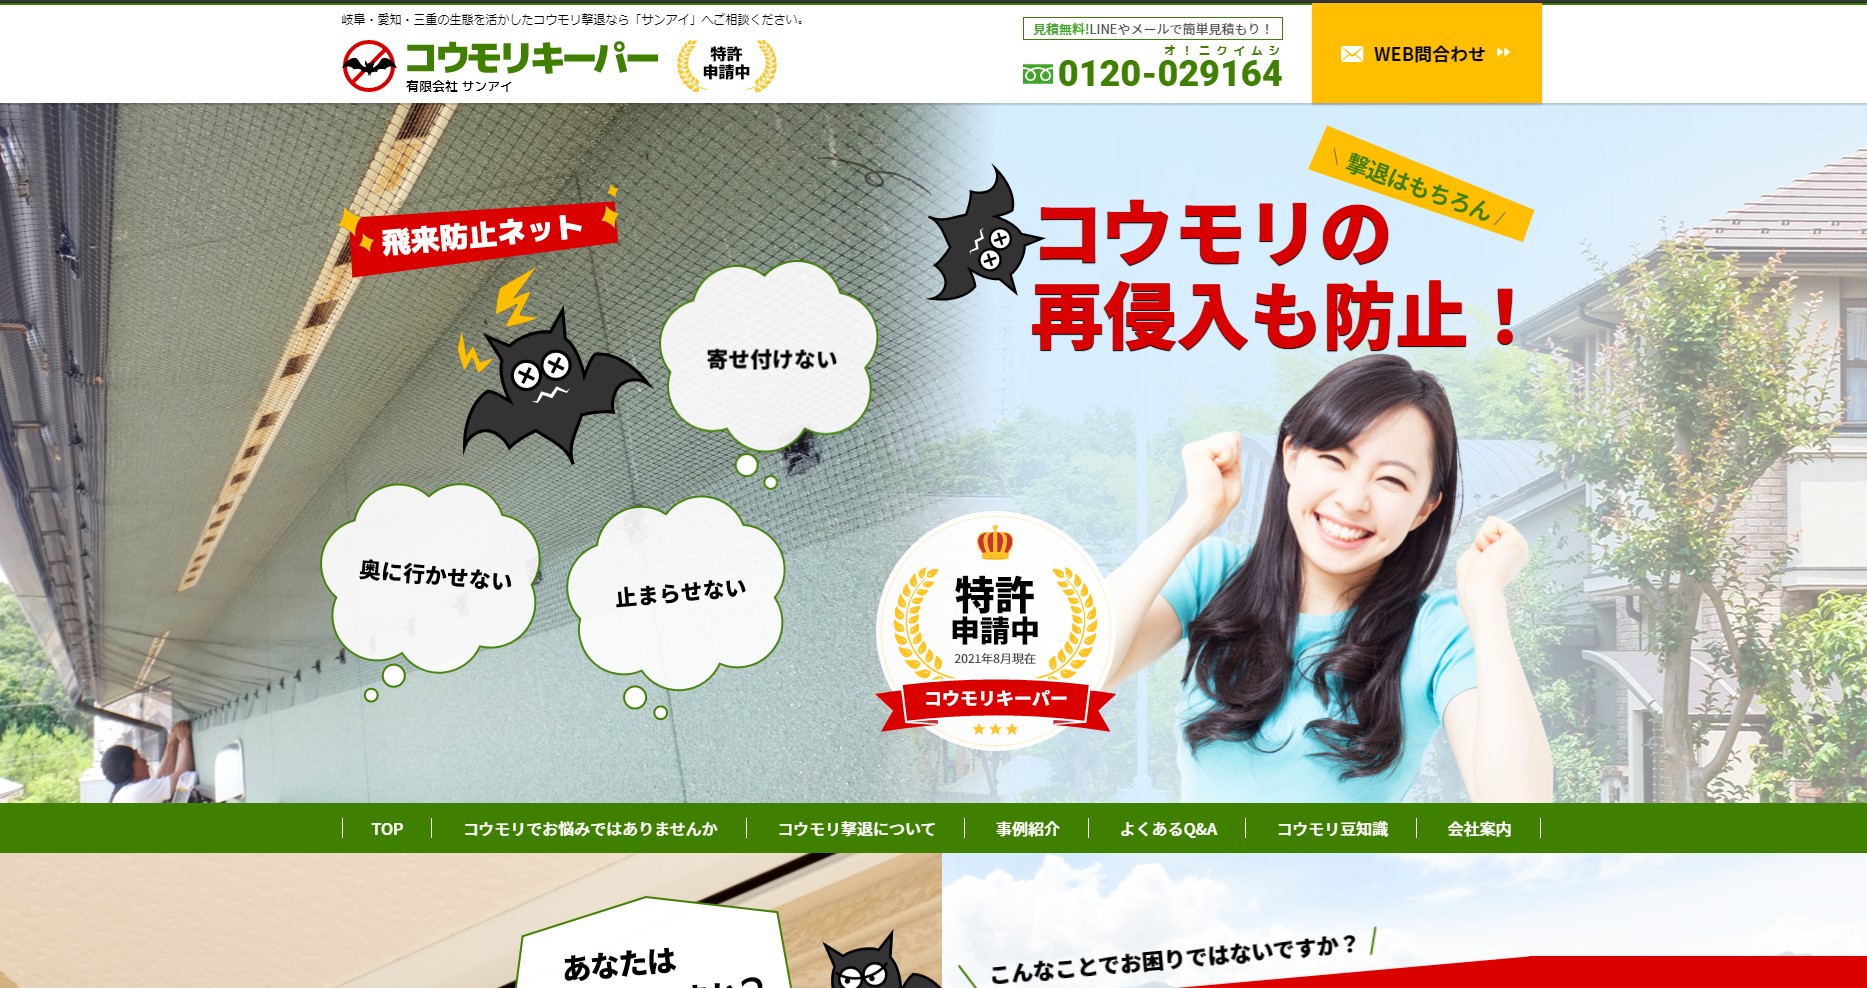 岐阜・愛知・三重の生態を活かしたコウモリ撃退なら「サンアイ」へご相談ください。
コウモリキーパー
有限会社 サンアイ
特許
申請中
見積無料!LINEやメールで簡単見積もり！
オ！ニクイムシ
0120-029164
WEB問合わせ
飛来防止ネット
寄せ付けない
奥に行かせない
止まらせない
撃退はもちろん
コウモリの
再侵入も防止！
特許
申請中
2021年8月現在
コウモリキーパー
TOP
コウモリでお悩みではありませんか
コウモリ撃退について
事例紹介
よくあるQ&A
コウモリ豆知識
会社案内
あなたは
こんなことでお困りではないですか？